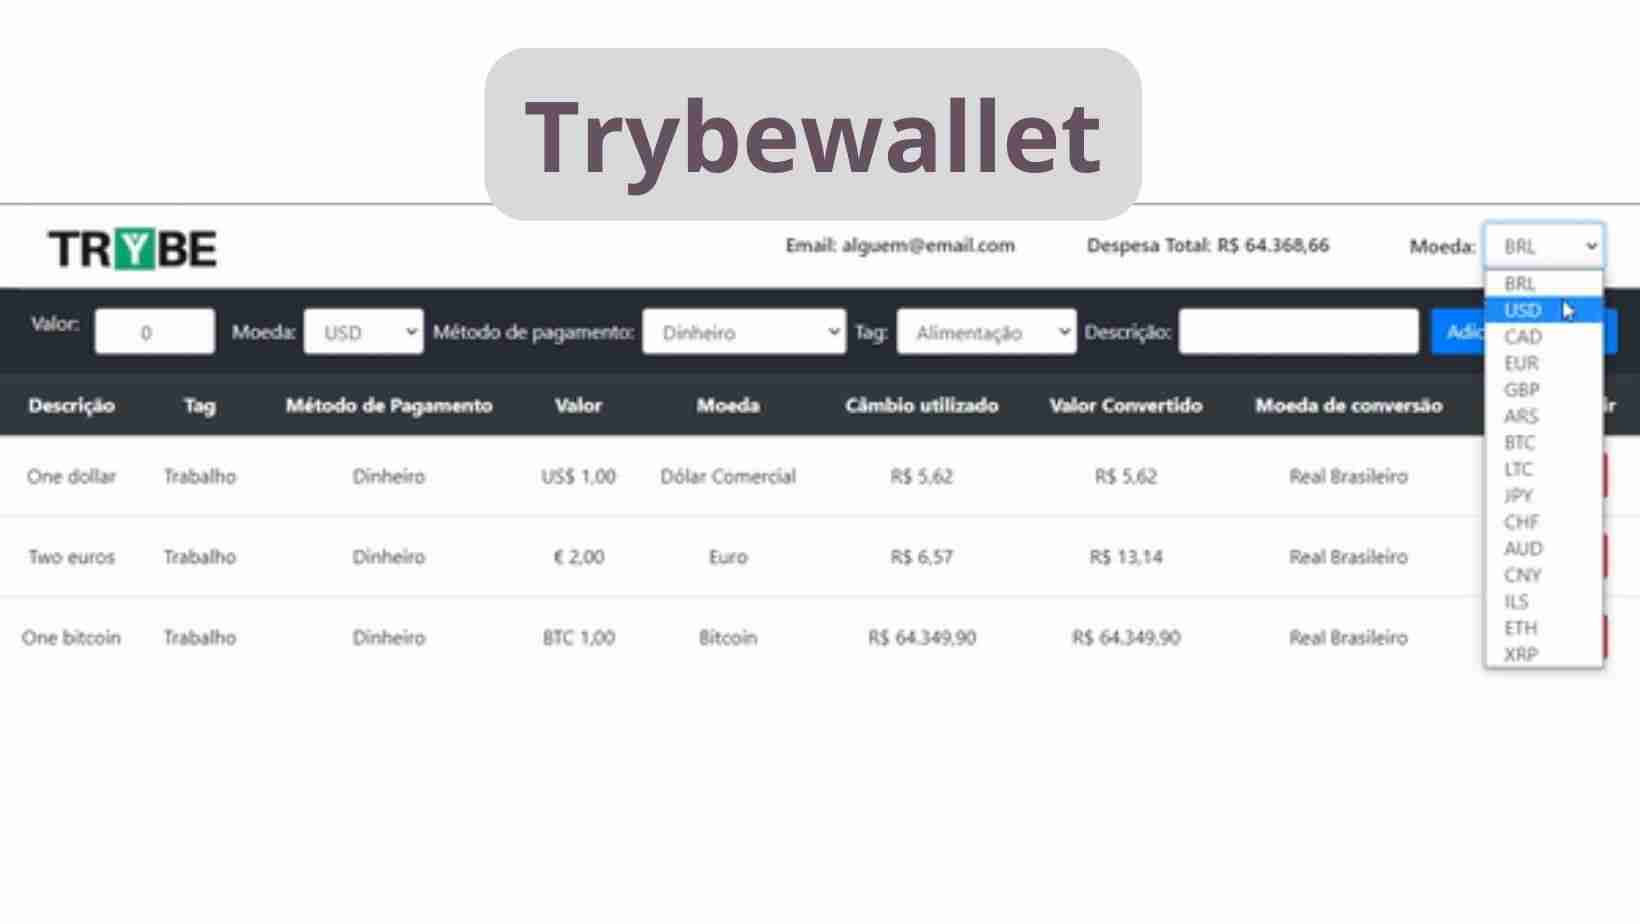 Trybewallet
TRYBE
Email: alguem@email.com Despesa Total: R$ 64.368,66 Moeda: BRL
Valor: 0 Moeda: USD Método de pagamento: Dinheiro Tag: Alimentação Descrição:
BRL
USD
CAD
EUR
GBP
ARS
BTC
LTC
JPY
CHF
AUD
CNY
ILS
ETH
XRP
Descrição Tag Método de Pagamento Valor Moeda Câmbio utilizado Valor Convertido Moeda de conversão
One dollar Trabalho Dinheiro US$ 1,00 Dólar Comercial R$ 5,62 R$ 5,62 Real Brasileiro
Two euros Trabalho Dinheiro € 2,00 Euro R$ 6,57 R$ 13,14 Real Brasileiro
One bitcoin Trabalho Dinheiro BTC 1,00 Bitcoin R$ 64.349,90 R$ 64.349,90 Real Brasileiro